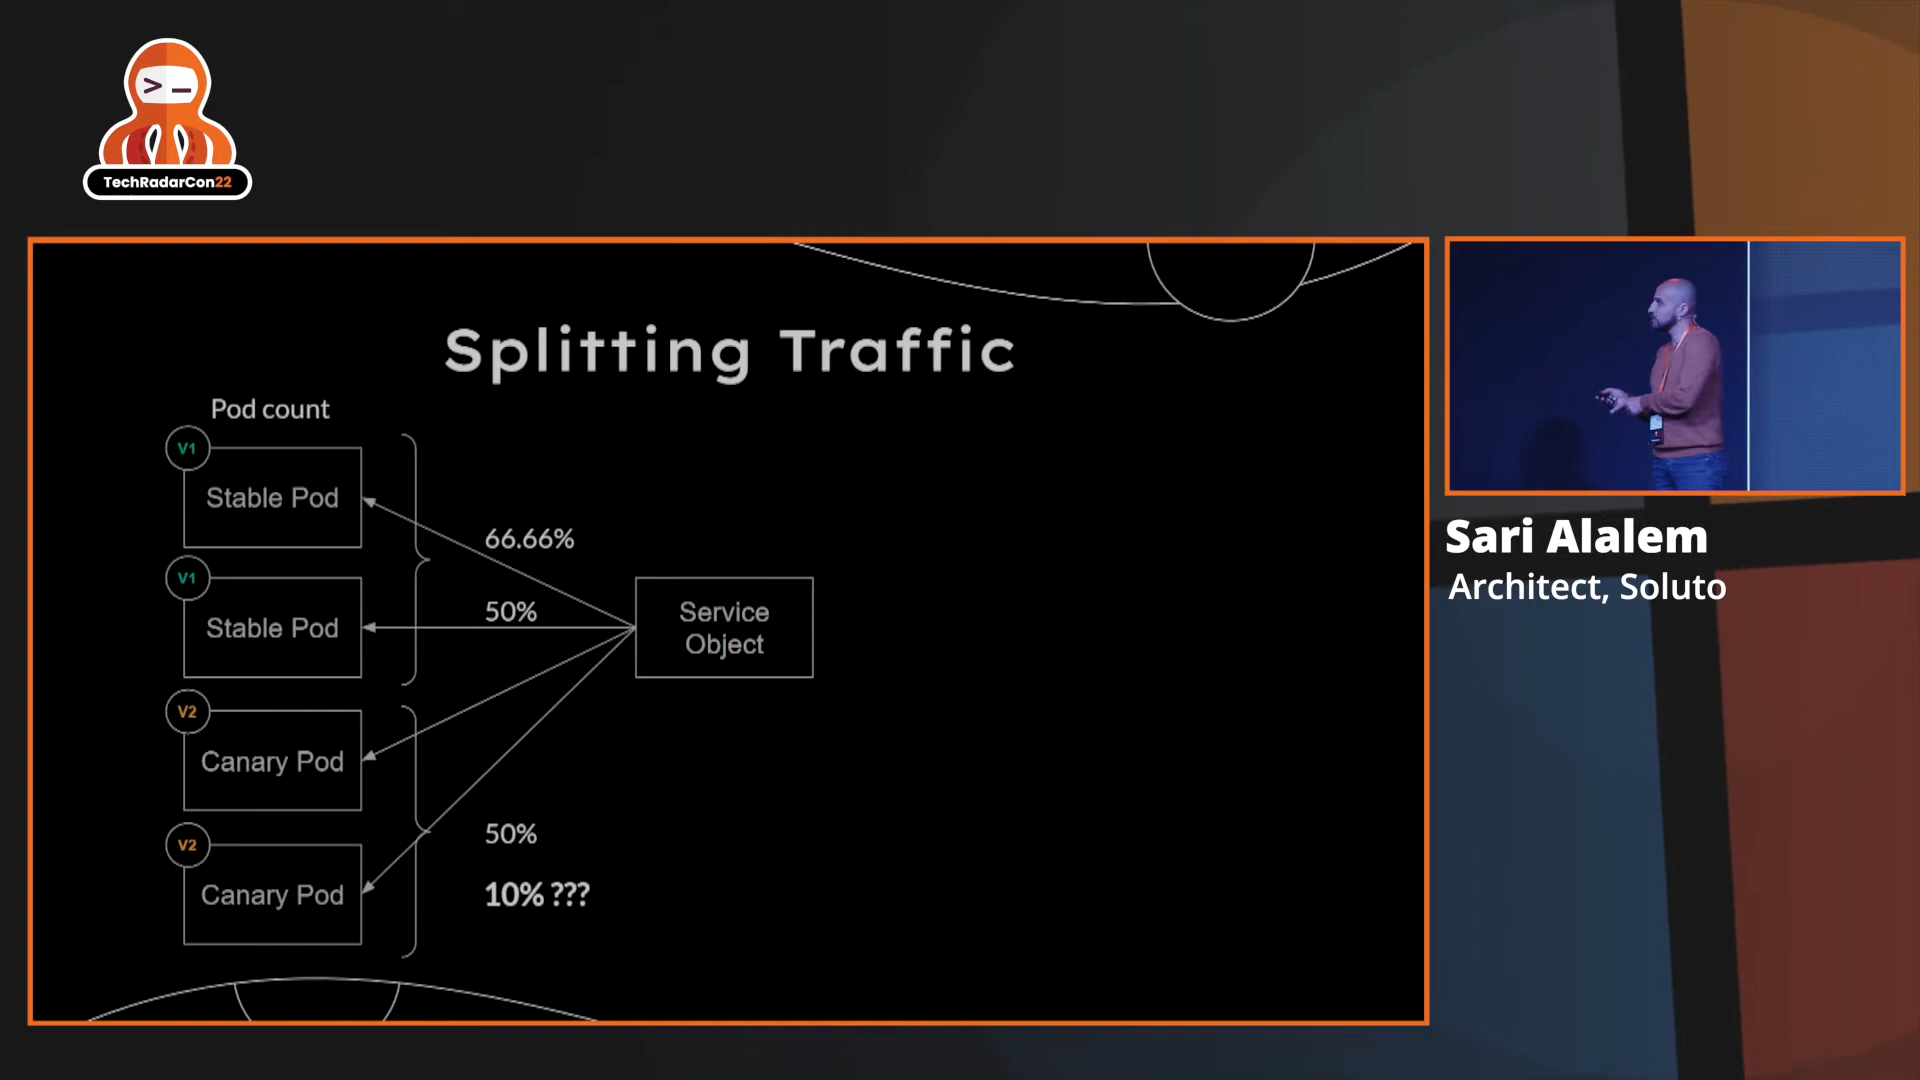 >_
TechRadarCon22
Splitting Traffic
Pod count
V1
Stable Pod
66.66%
V1
Stable Pod
50%
Service
Object
V2
Canary Pod
50%
V2
Canary Pod
10% ???
Sari Alalem
Architect, Soluto